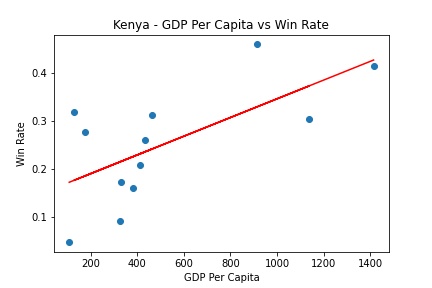 Kenya - GDP Per Capita vs Win Rate
Win Rate
0.4
0.3
0.2
0.1
200 400 600 800 1000 1200 1400
GDP Per Capita